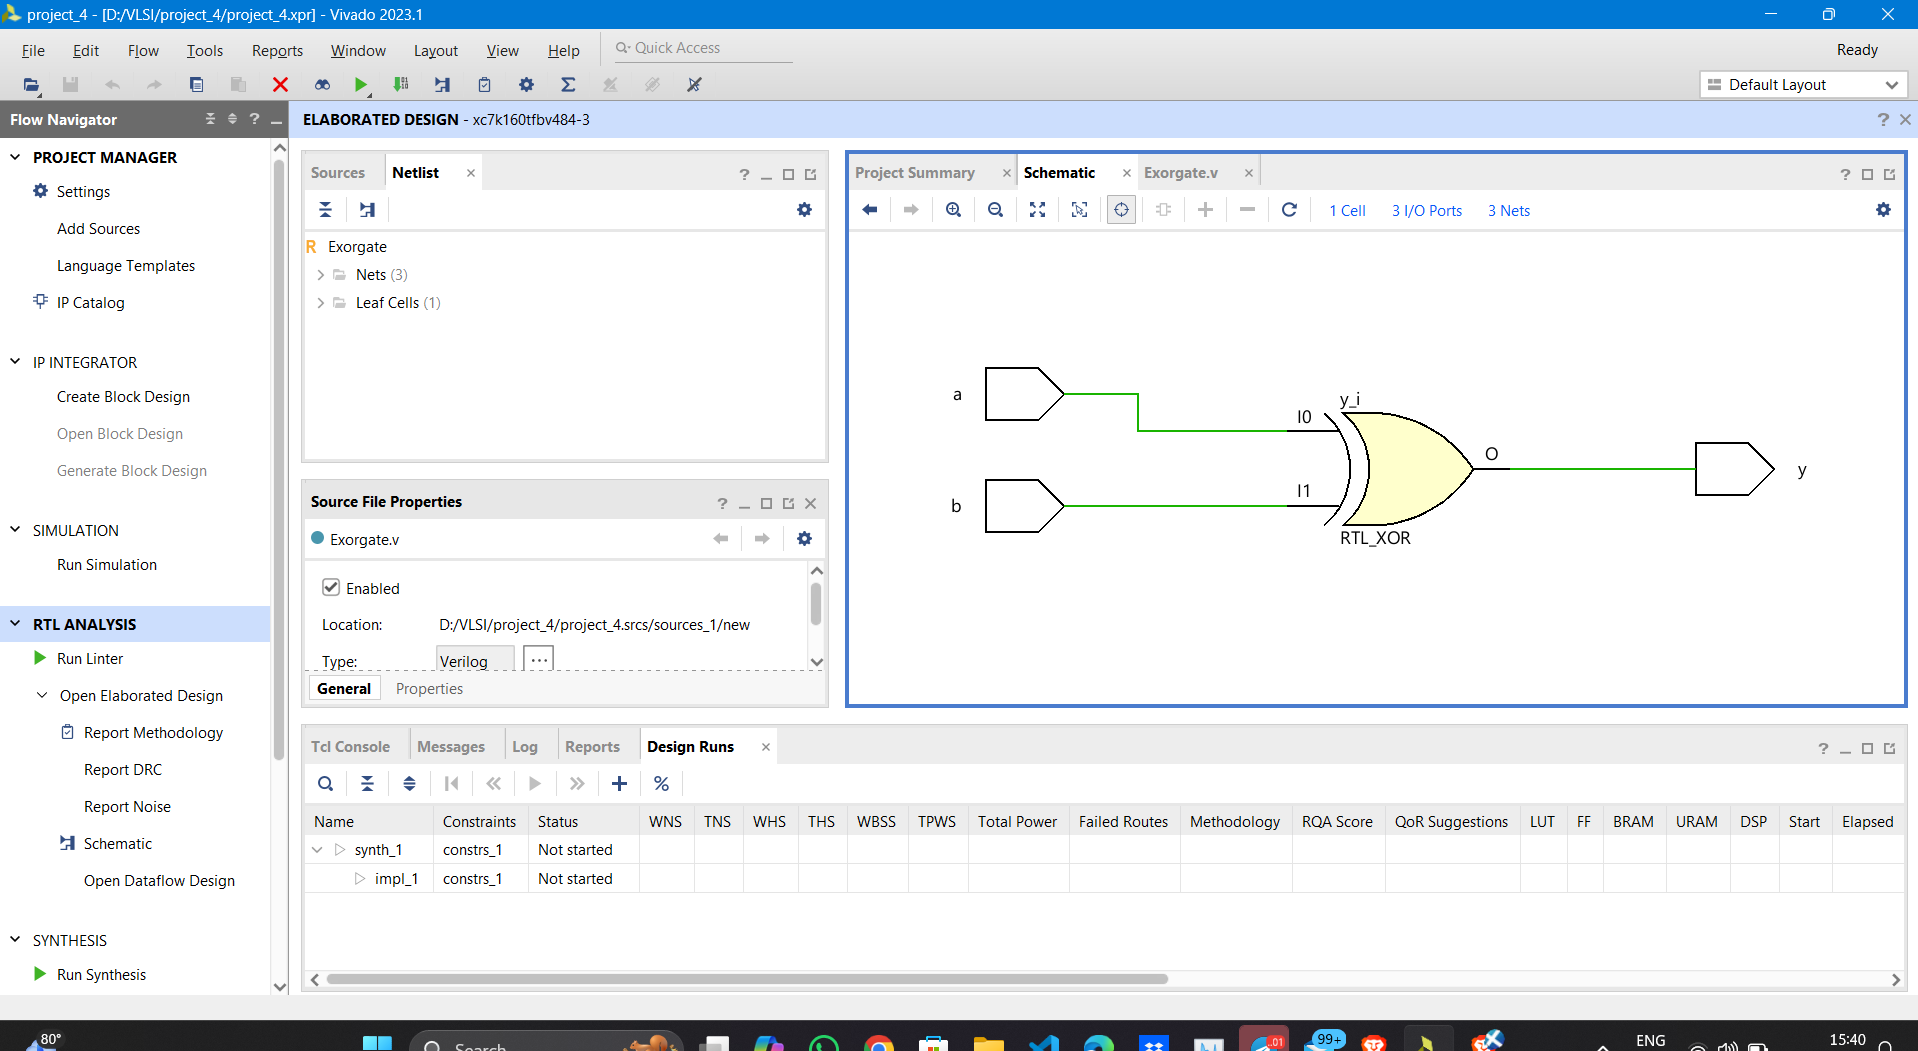 project_4 - [D:/VLSI/project_4/project_4.xpr] - Vivado 2023.1
File Edit Flow Tools Reports Window Layout View Help Quick Access Ready
Default Layout
Flow Navigator
ELABORATED DESIGN - xc7k160tfbv484-3
PROJECT MANAGER
Settings
Add Sources
Language Templates
IP Catalog
IP INTEGRATOR
Create Block Design
Open Block Design
Generate Block Design
SIMULATION
Run Simulation
RTL ANALYSIS
Run Linter
Open Elaborated Design
Report Methodology
Report DRC
Report Noise
Schematic
Open Dataflow Design
SYNTHESIS
Run Synthesis
Sources Netlist
R Exorgate
Nets (3)
Leaf Cells (1)
Source File Properties
Exorgate.v
Enabled
Location: D:/VLSI/project_4/project_4.srcs/sources_1/new
Type: Verilog ...
General Properties
Project Summary Schematic Exorgate.v
1 Cell 3 I/O Ports 3 Nets
a
b
I0
I1
y_i
RTL_XOR
O
y
Tcl Console Messages Log Reports Design Runs
Name Constraints Status WNS TNS WHS THS WBSS TPWS Total Power Failed Routes Methodology RQA Score QoR Suggestions LUT FF BRAM URAM DSP Start Elapsed
synth_1 constrs_1 Not started
impl_1 constrs_1 Not started
80°
Search
.01
99+
ENG
15:40